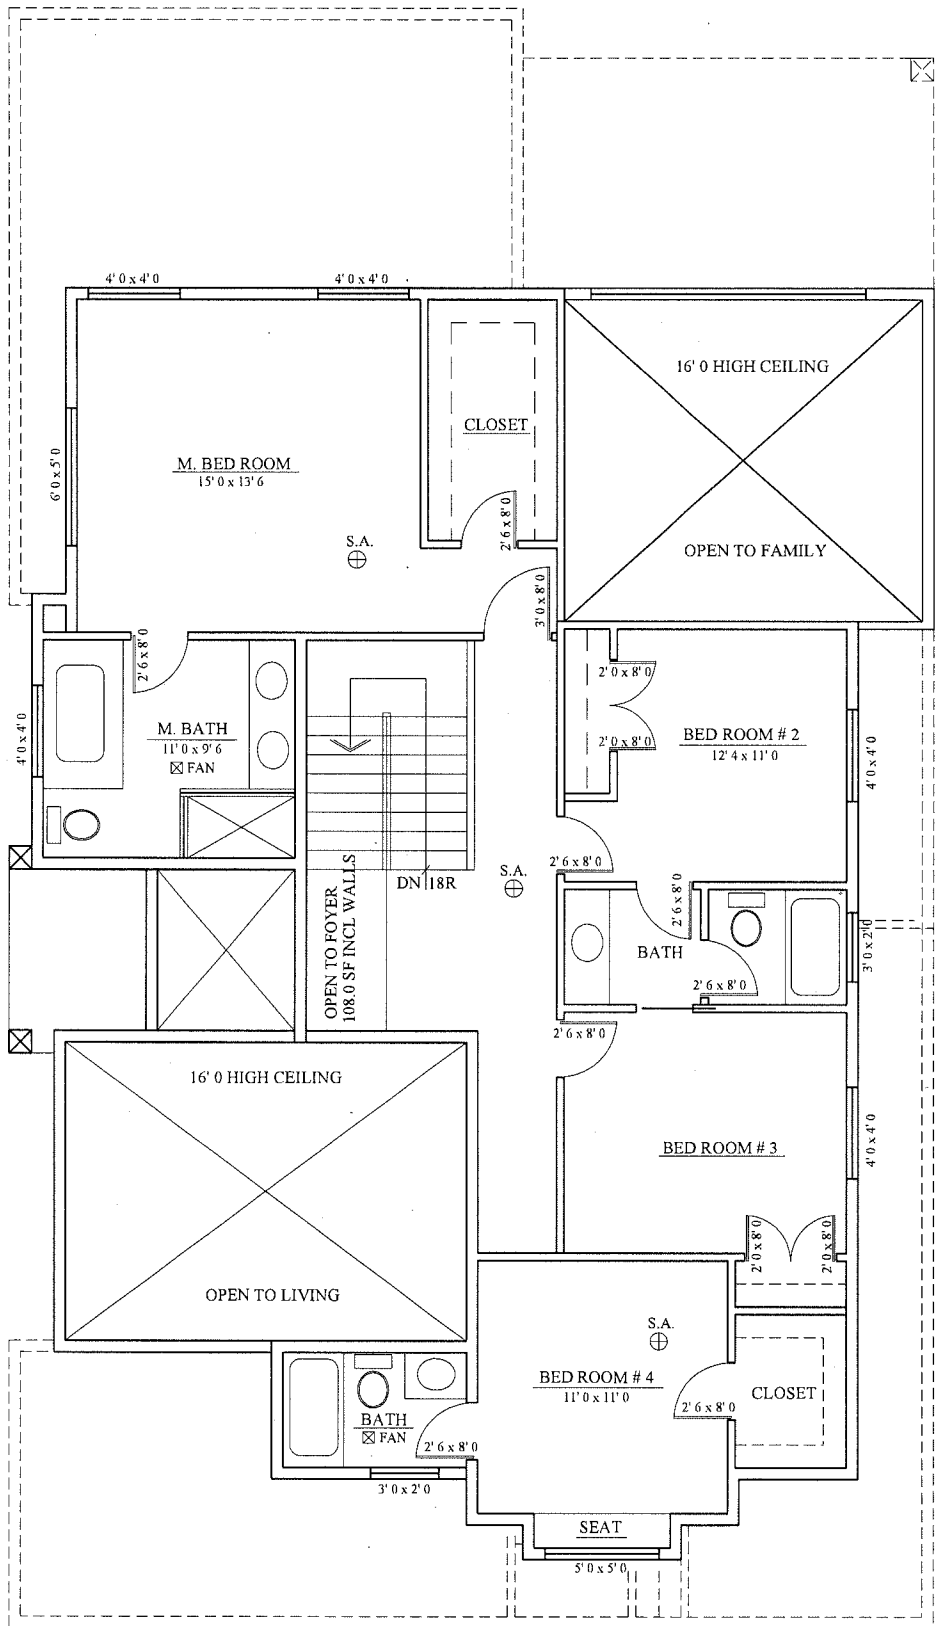 4' 0 x 4' 0
4' 0 x 4' 0
16' 0 HIGH CEILING
CLOSET
M. BED ROOM
15' 0 x 13' 6
6' 0 x 5' 0
2' 6 x 8' 0
S.A.
OPEN TO FAMILY
3' 0 x 8' 0
2' 6 x 8' 0
2' 0 x 8' 0
4' 0 x 4' 0
M. BATH
11' 0 x 9' 6
FAN
2' 0 x 8' 0
BED ROOM # 2
12' 4 x 11' 0
4' 0 x 4' 0
2' 6 x 8' 0
S.A.
DN 18R
2' 6 x 8' 0
OPEN TO FOYER
108.0 SF INCL WALLS
BATH
3' 0 x 2' 0
2' 6 x 8' 0
2' 6 x 8' 0
16' 0 HIGH CEILING
BED ROOM # 3
4' 0 x 4' 0
2' 0 x 8' 0
2' 0 x 8' 0
OPEN TO LIVING
S.A.
BED ROOM # 4
11' 0 x 11' 0
CLOSET
2' 6 x 8' 0
BATH
FAN
2' 6 x 8' 0
3' 0 x 2' 0
SEAT
5' 0 x 5' 0